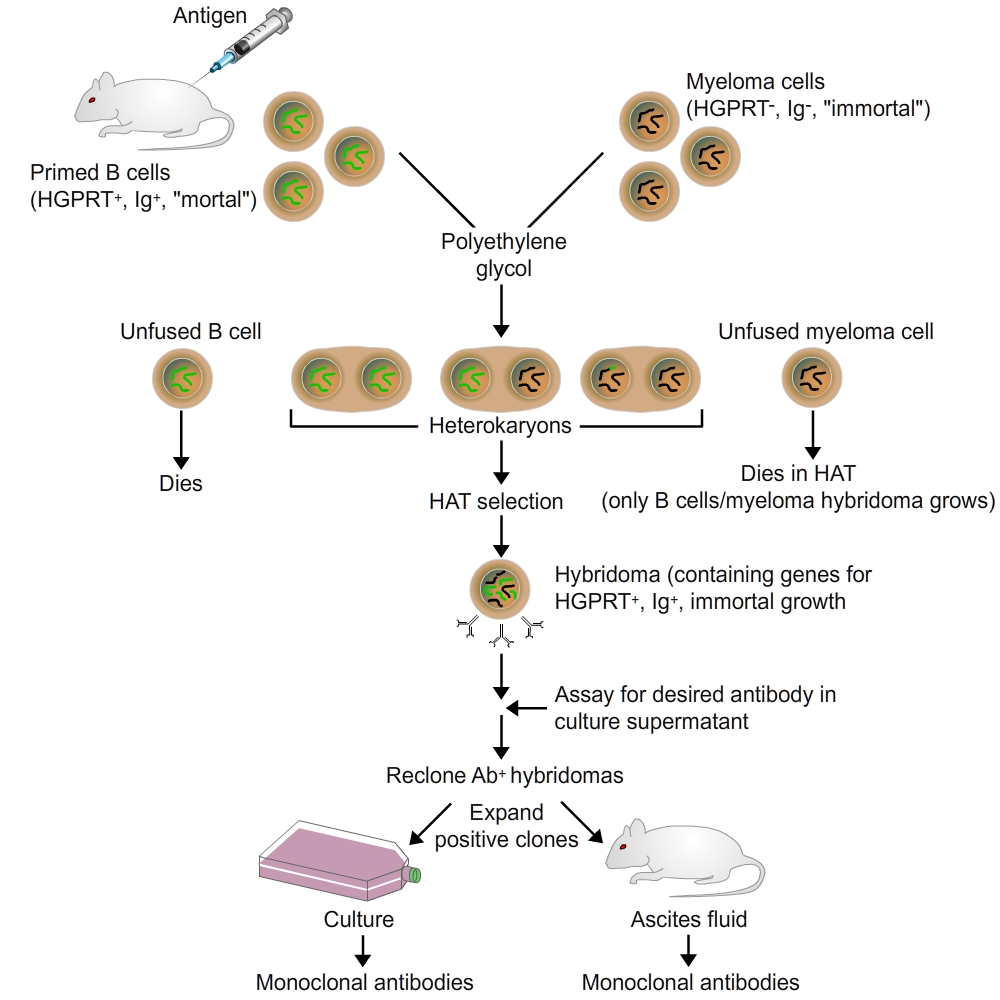 Antigen
Myeloma cells
(HGPRT⁻, Ig⁻, "immortal")
Primed B cells
(HGPRT⁺, Ig⁺, "mortal")
Polyethylene
glycol
Unfused B cell
Unfused myeloma cell
Heterokaryons
Dies
Dies in HAT
(only B cells/myeloma hybridoma grows)
HAT selection
Hybridoma (containing genes for
HGPRT⁺, Ig⁺, immortal growth
Assay for desired antibody in
culture supermatant
Reclone Ab⁺ hybridomas
Expand
positive clones
Culture
Ascites fluid
Monoclonal antibodies
Monoclonal antibodies